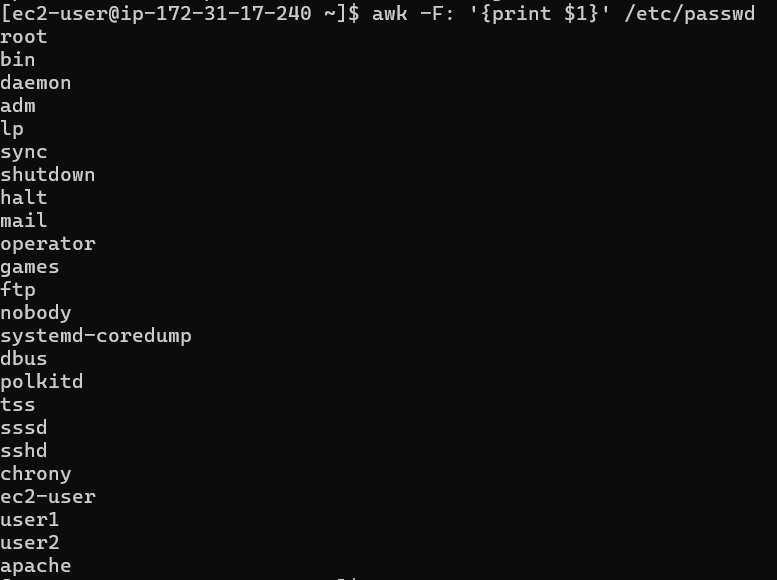 [ec2-user@ip-172-31-17-240 ~]$ awk -F: '{print $1}' /etc/passwd
root
bin
daemon
adm
lp
sync
shutdown
halt
mail
operator
games
ftp
nobody
systemd-coredump
dbus
polkitd
tss
sssd
sshd
chrony
ec2-user
user1
user2
apache